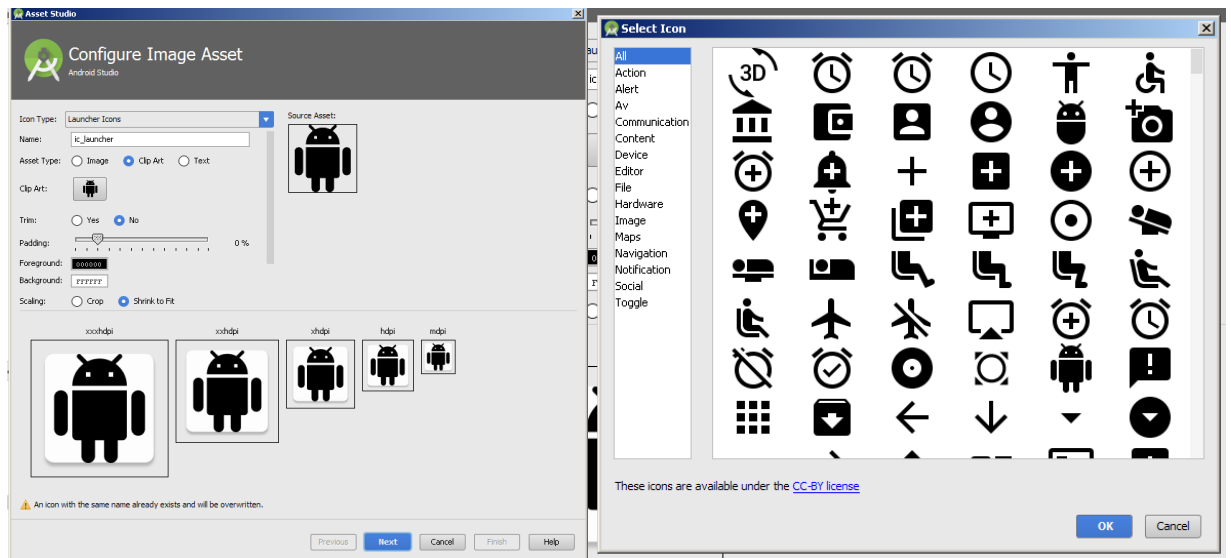 Asset Studio
Configure Image Asset
Android Studio
Icon Type: Launcher Icons
Source Asset:
Name: ic_launcher
Asset Type: Image Clip Art Text
Clip Art:
Trim: Yes No
Padding: 0 %
Foreground: 000000
Background: FFFFFF
Scaling: Crop Shrink to Fit
xxxhdpi xxhdpi xhdpi hdpi mdpi
An icon with the same name already exists and will be overwritten.
Previous Next Cancel Finish Help
Select Icon
All
Action
Alert
Av
Communication
Content
Device
Editor
File
Hardware
Image
Maps
Navigation
Notification
Social
Toggle
3D
These icons are available under the CC-BY license
OK Cancel